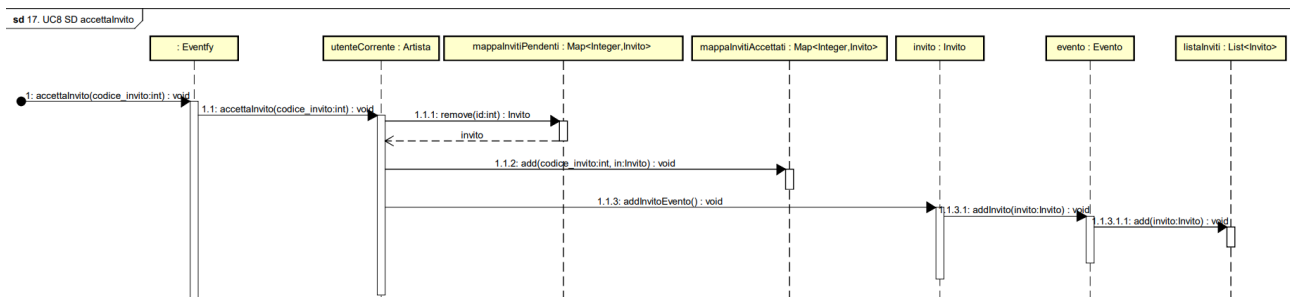 sd 17. UC8 SD accettaInvito
: Eventfy
utenteCorrente : Artista
mappaInvitiPendenti : Map<Integer,Invito>
mappaInvitiAccettati : Map<Integer,Invito>
invito : Invito
evento : Evento
listaInviti : List<Invito>
1: accettaInvito(codice_invito:int) : void
1.1: accettaInvito(codice_invito:int) : void
1.1.1: remove(id:int) : Invito
invito
1.1.2: add(codice_invito:int, in:Invito) : void
1.1.3: addInvitoEvento() : void
1.1.3.1: addInvito(invito:Invito) : void
1.1.3.1.1: add(invito:Invito) : void